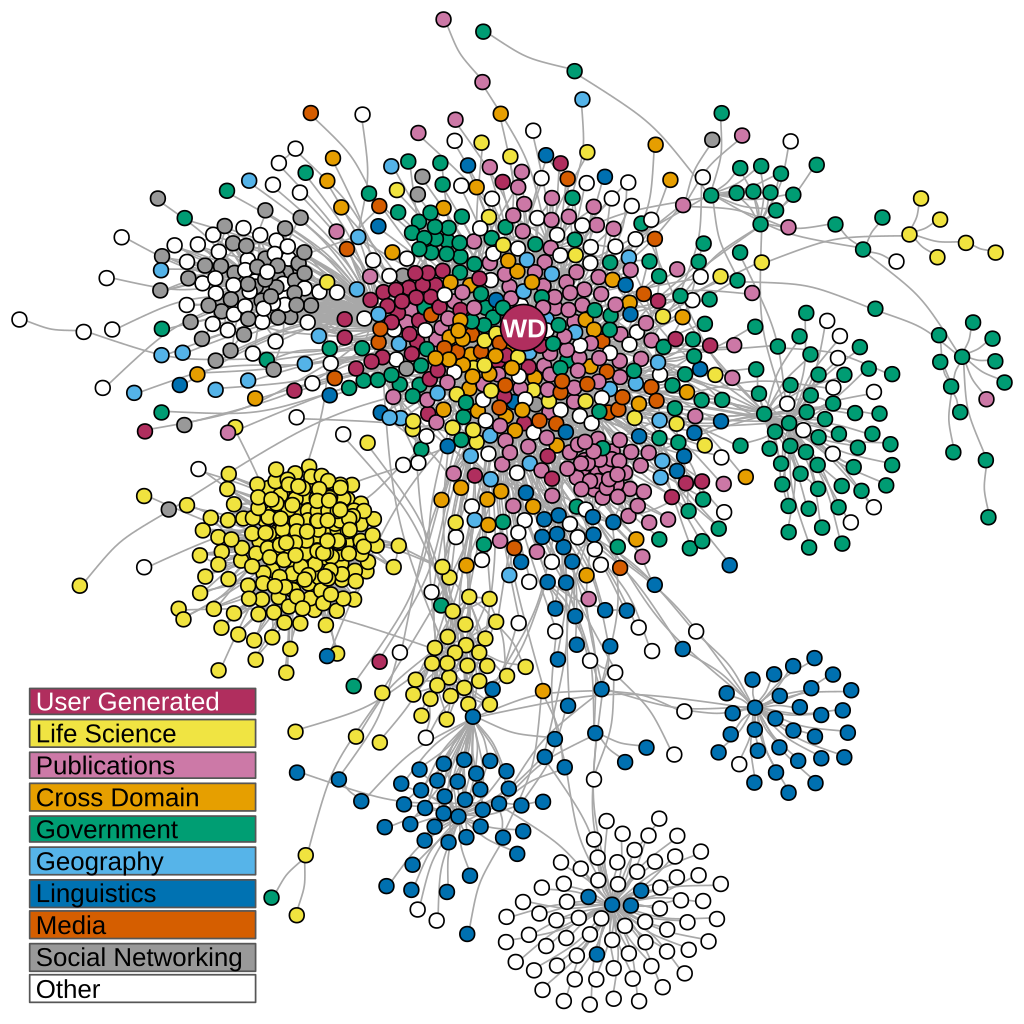 WD
User Generated
Life Science
Publications
Cross Domain
Government
Geography
Linguistics
Media
Social Networking
Other